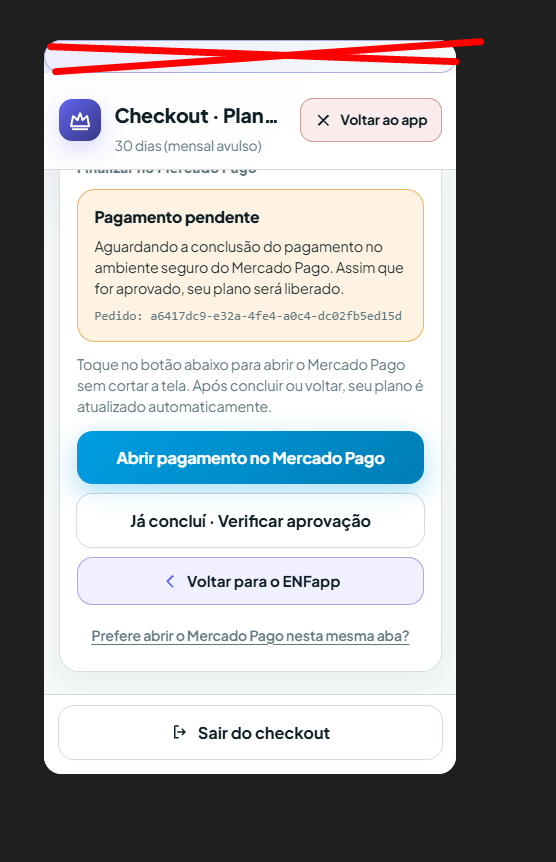 Checkout · Plan...
30 dias (mensal avulso)
Voltar ao app
Finalizar no Mercado Pago
Pagamento pendente
Aguardando a conclusão do pagamento no
ambiente seguro do Mercado Pago. Assim que
for aprovado, seu plano será liberado.
Pedido: a6417dc9-e32a-4fe4-a0c4-dc02fb5ed15d
Toque no botão abaixo para abrir o Mercado Pago
sem cortar a tela. Após concluir ou voltar, seu plano é
atualizado automaticamente.
Abrir pagamento no Mercado Pago
Já concluí · Verificar aprovação
Voltar para o ENFapp
Prefere abrir o Mercado Pago nesta mesma aba?
Sair do checkout